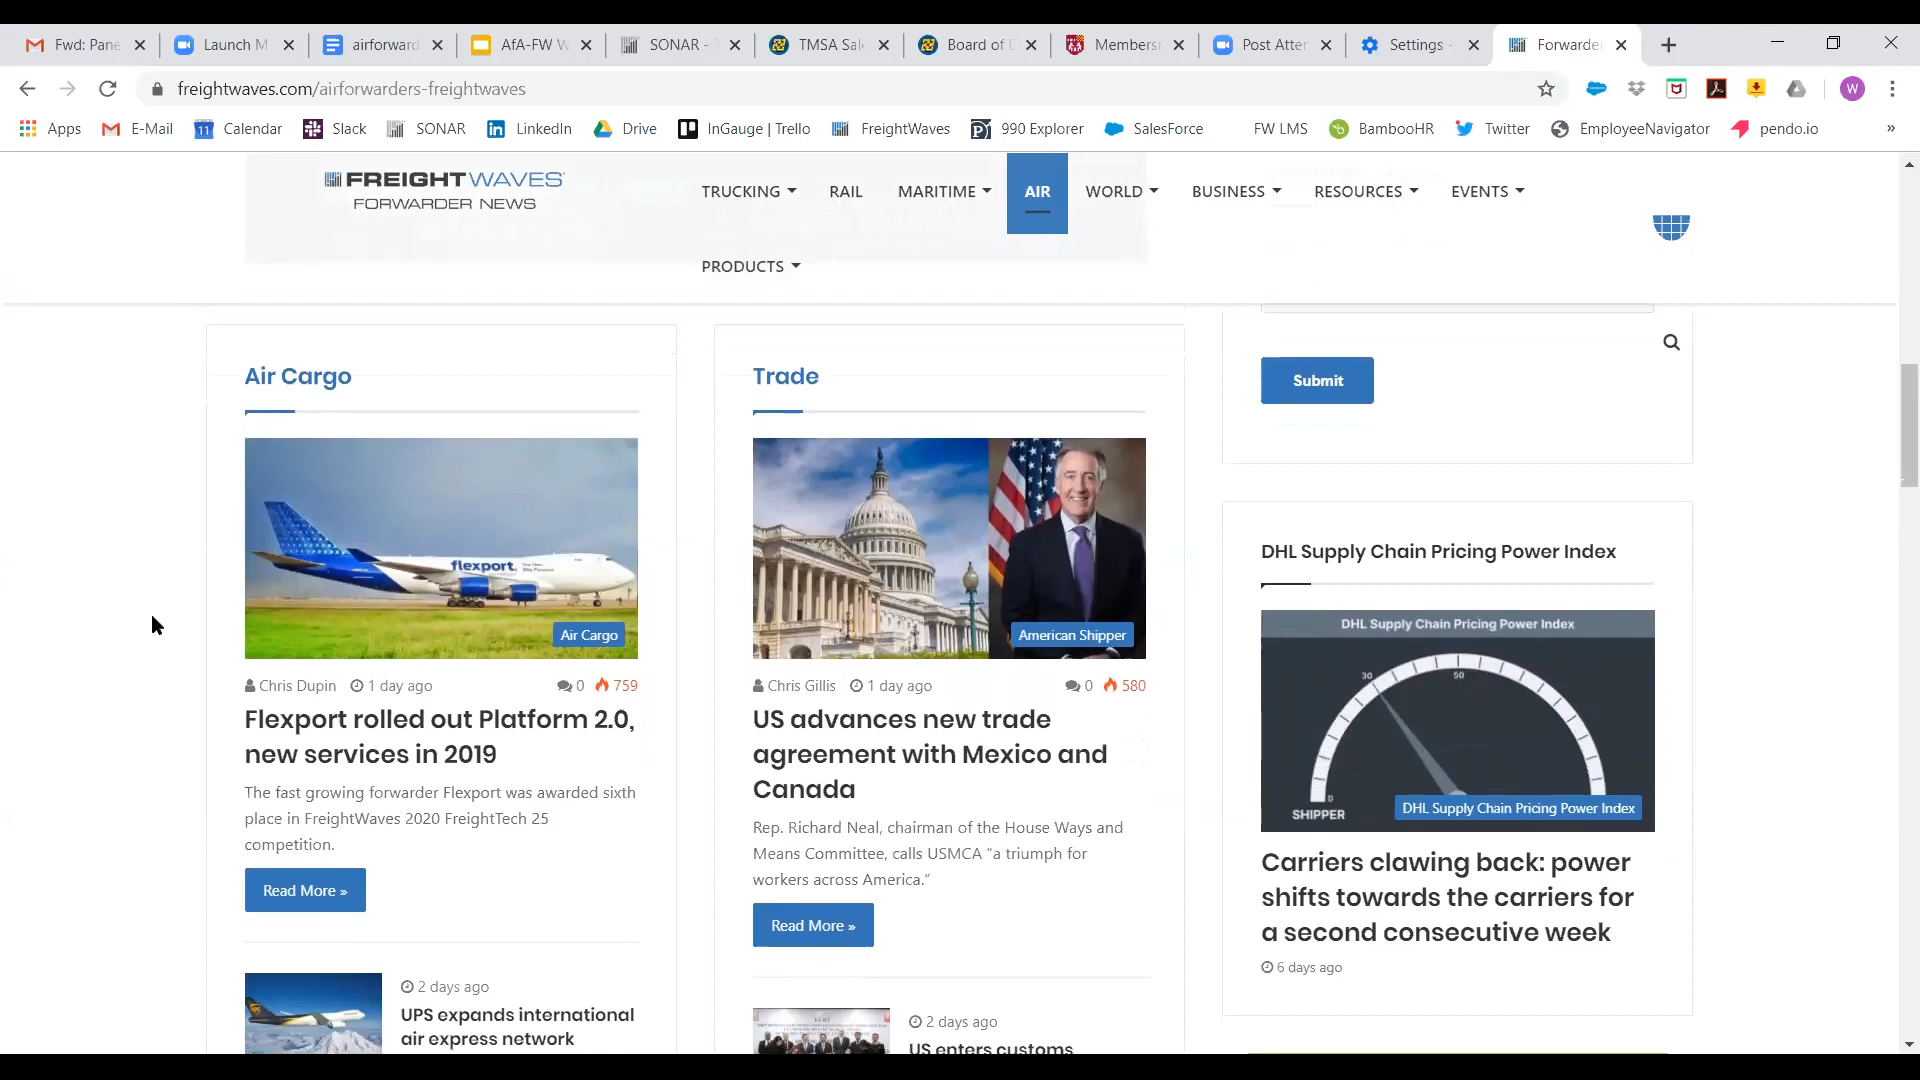 Fwd: Pane
Launch M
airforward
AfA-FW W
SONAR -
TMSA Sal
Board of D
Membersh
Post Atten
Settings -
Forwarde
freightwaves.com/airforwarders-freightwaves
W
Apps
E-Mail
11 Calendar
Slack
SONAR
LinkedIn
Drive
InGauge | Trello
FreightWaves
990 Explorer
SalesForce
FW LMS
BambooHR
Twitter
EmployeeNavigator
pendo.io
»
FREIGHTWAVES
FORWARDER NEWS
TRUCKING
RAIL
MARITIME
AIR
WORLD
BUSINESS
RESOURCES
EVENTS
PRODUCTS
Air Cargo
flexport.
Air Cargo
Chris Dupin 1 day ago 0 759
Flexport rolled out Platform 2.0,
new services in 2019
The fast growing forwarder Flexport was awarded sixth
place in FreightWaves 2020 FreightTech 25
competition.
Read More »
2 days ago
UPS expands international
air express network
Trade
American Shipper
Chris Gillis 1 day ago 0 580
US advances new trade
agreement with Mexico and
Canada
Rep. Richard Neal, chairman of the House Ways and
Means Committee, calls USMCA “a triumph for
workers across America.”
Read More »
2 days ago
US enters customs
Submit
DHL Supply Chain Pricing Power Index
DHL Supply Chain Pricing Power Index
30
50
0
SHIPPER
DHL Supply Chain Pricing Power Index
Carriers clawing back: power
shifts towards the carriers for
a second consecutive week
6 days ago